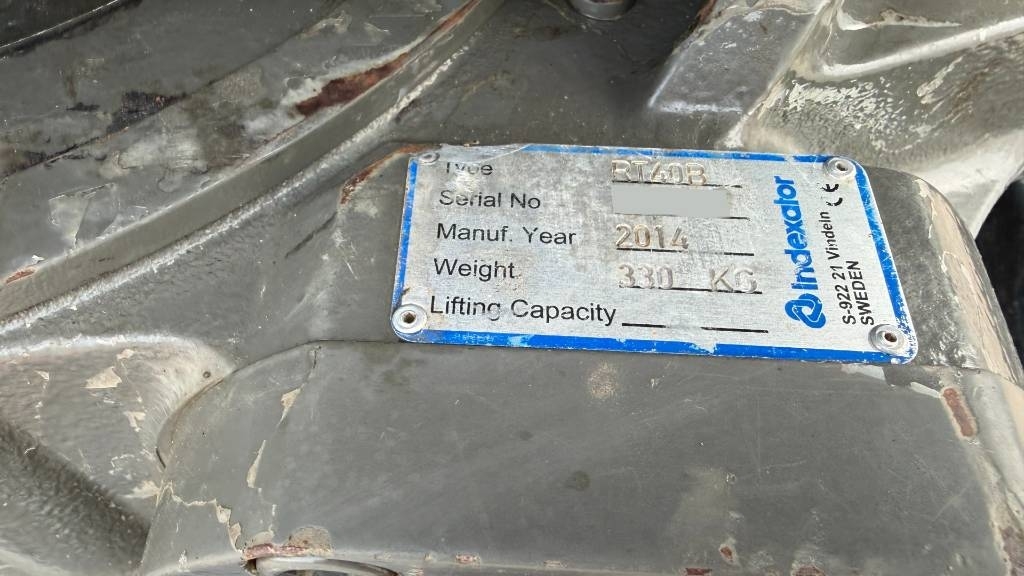 Type RT40B
Serial No
Manuf. Year 2014
Weight 330 KG
Lifting Capacity
indexator
S-922 21 Vindeln CE
SWEDEN